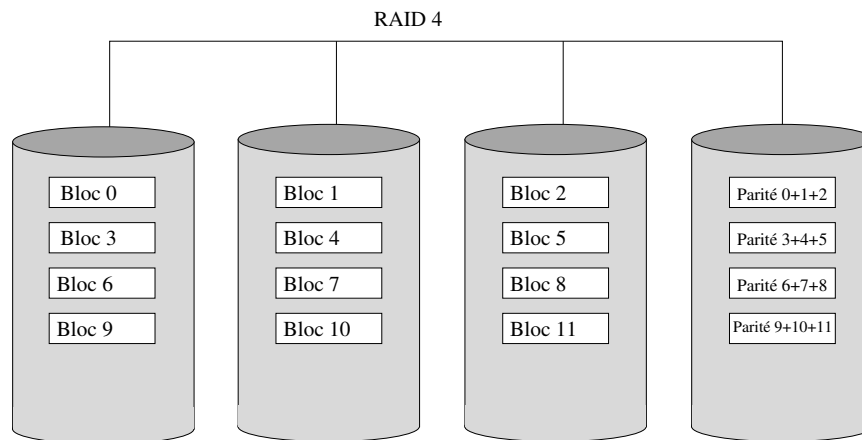 RAID 4
Bloc 0
Bloc 1
Bloc 2
Parité 0+1+2
Bloc 3
Bloc 4
Bloc 5
Parité 3+4+5
Bloc 6
Bloc 7
Bloc 8
Parité 6+7+8
Bloc 9
Bloc 10
Bloc 11
Parité 9+10+11